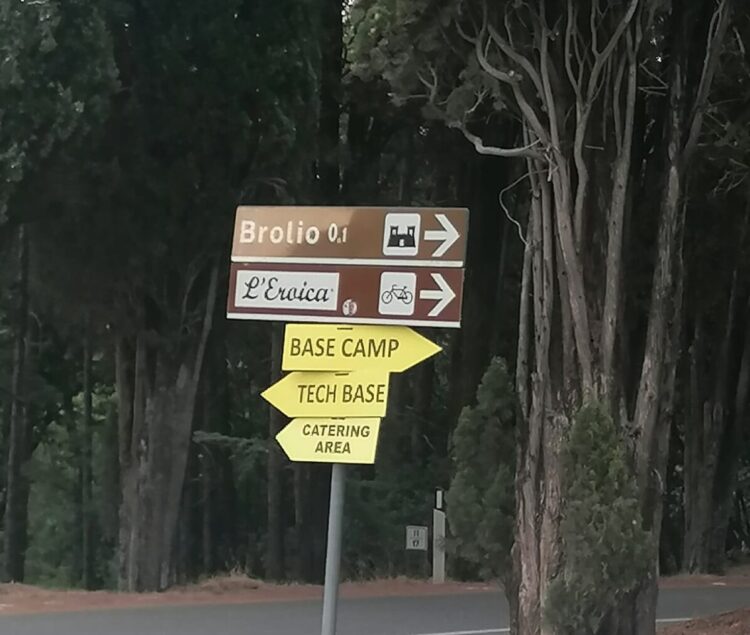 Brolio 0,1
L'Eroica
BASE CAMP
TECH BASE
CATERING
AREA